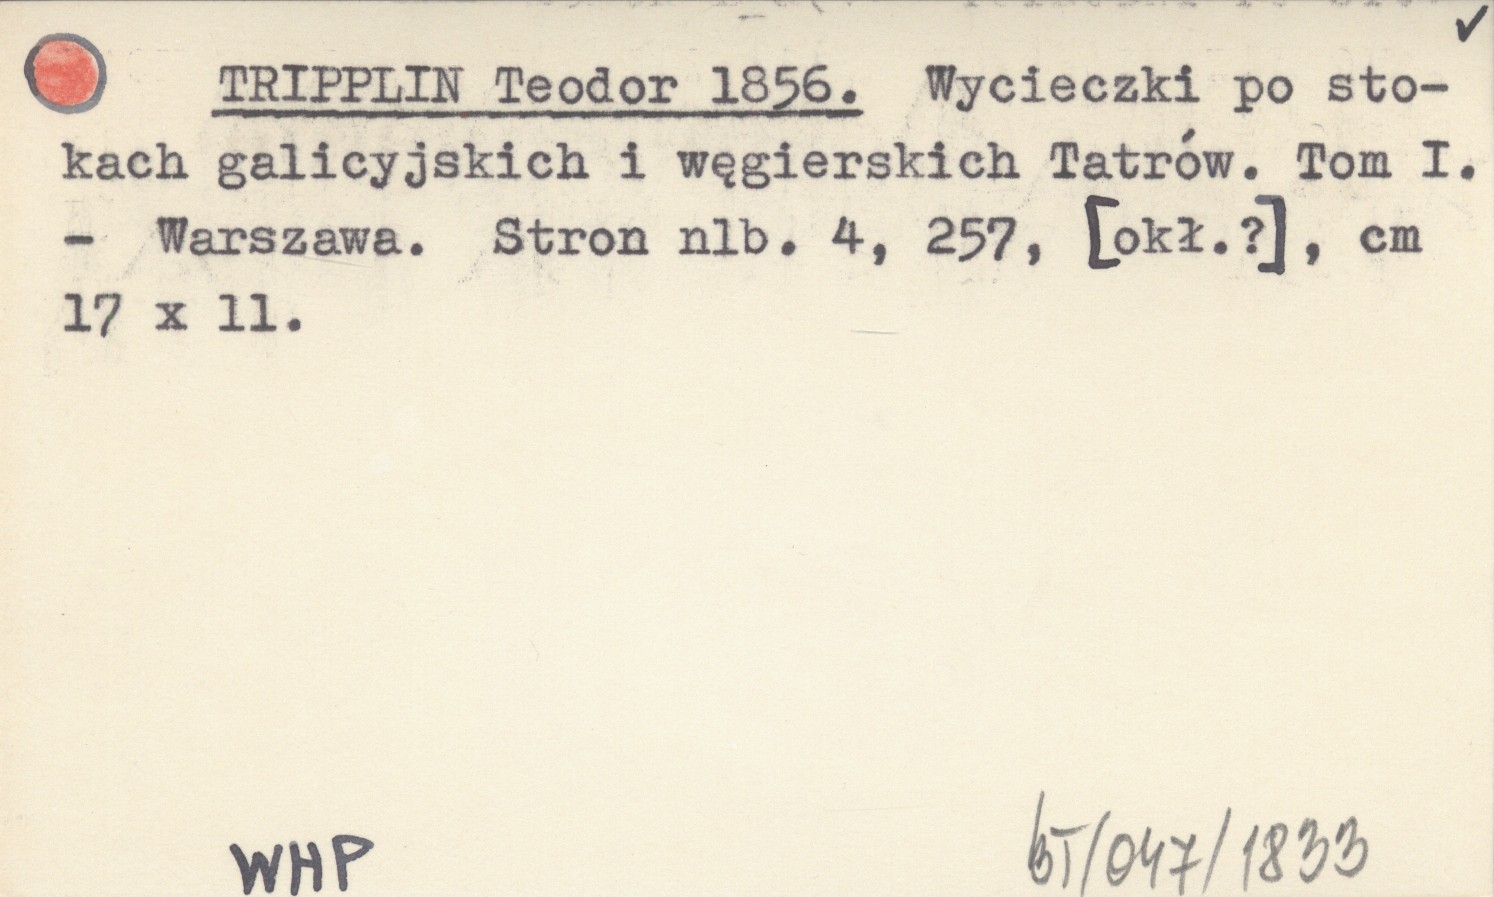 TRIPPLIN Teodor 1856. Wycieczki po sto-
kach galicyjskich i węgierskich Tatrów. Tom I.
- Warszawa. Stron nlb. 4, 257, [okł.?], cm
17 x 11.
WHP
bT/047/1833